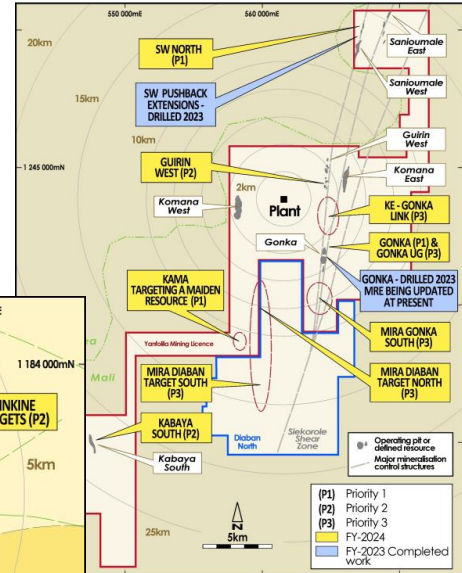 550 000mE
560 000mE
20km
SW NORTH
(P1)
Sanioumale
East
SW PUSHBACK
EXTENSIONS -
DRILLED 2023
Sanioumale
West
15km
10km
Guirin
West
1 245 000mN
GUIRIN
WEST (P2)
Komana
East
2km
Komana
West
Plant
KE - GONKA
LINK (P3)
Gonka
GONKA (P1) &
GONKA UG (P3)
KAMA
TARGETING A MAIDEN
RESOURCE (P1)
GONKA - DRILLED 2023
MRE BEING UPDATED
AT PRESENT
E
Yanfolila Mining Licence
MIRA GONKA
SOUTH (P3)
ea
Mali
1 184 000mN
MIRA DIABAN
TARGET SOUTH
(P3)
MIRA DIABAN
TARGET NORTH
(P3)
NKINE
GETS (P2)
KABAYA
SOUTH (P2)
Diaban
North
Siekorole
Shear
Zone
Kabaya
South
5km
Operating pit or
defined resource
Major mineralisation
control structures
N
5km
25km
(P1) Priority 1
(P2) Priority 2
(P3) Priority 3
FY-2024
FY-2023 Completed
work